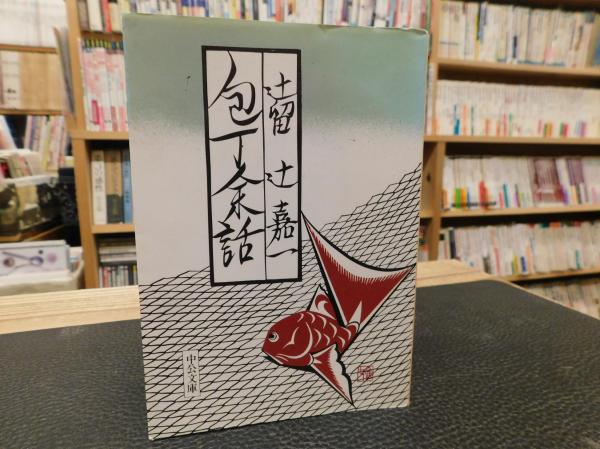 辻留 辻 嘉一
包丁余話
中公文庫